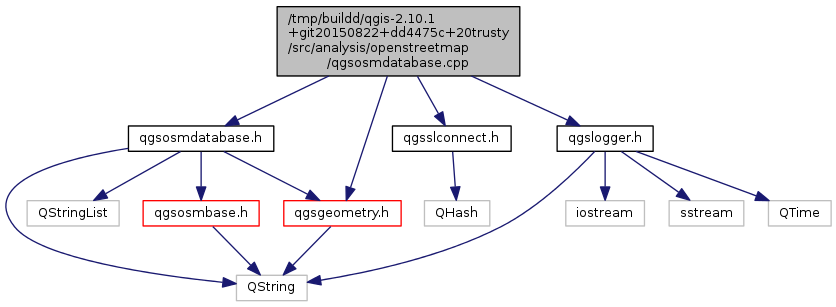 /tmp/buildd/qgis-2.10.1
+git20150822+dd4475c+20trusty
/src/analysis/openstreetmap
/qgsosmdatabase.cpp
qgsosmdatabase.h
qgsslconnect.h
qgslogger.h
QStringList
qgsosmbase.h
qgsgeometry.h
QHash
iostream
sstream
QTime
QString